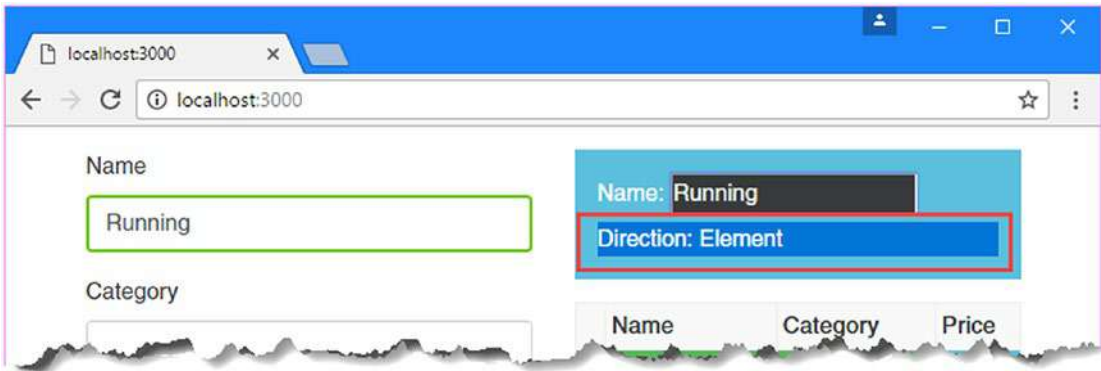 localhost:3000
localhost:3000
Name
Running
Category
Name: Running
Direction: Element
Name Category Price